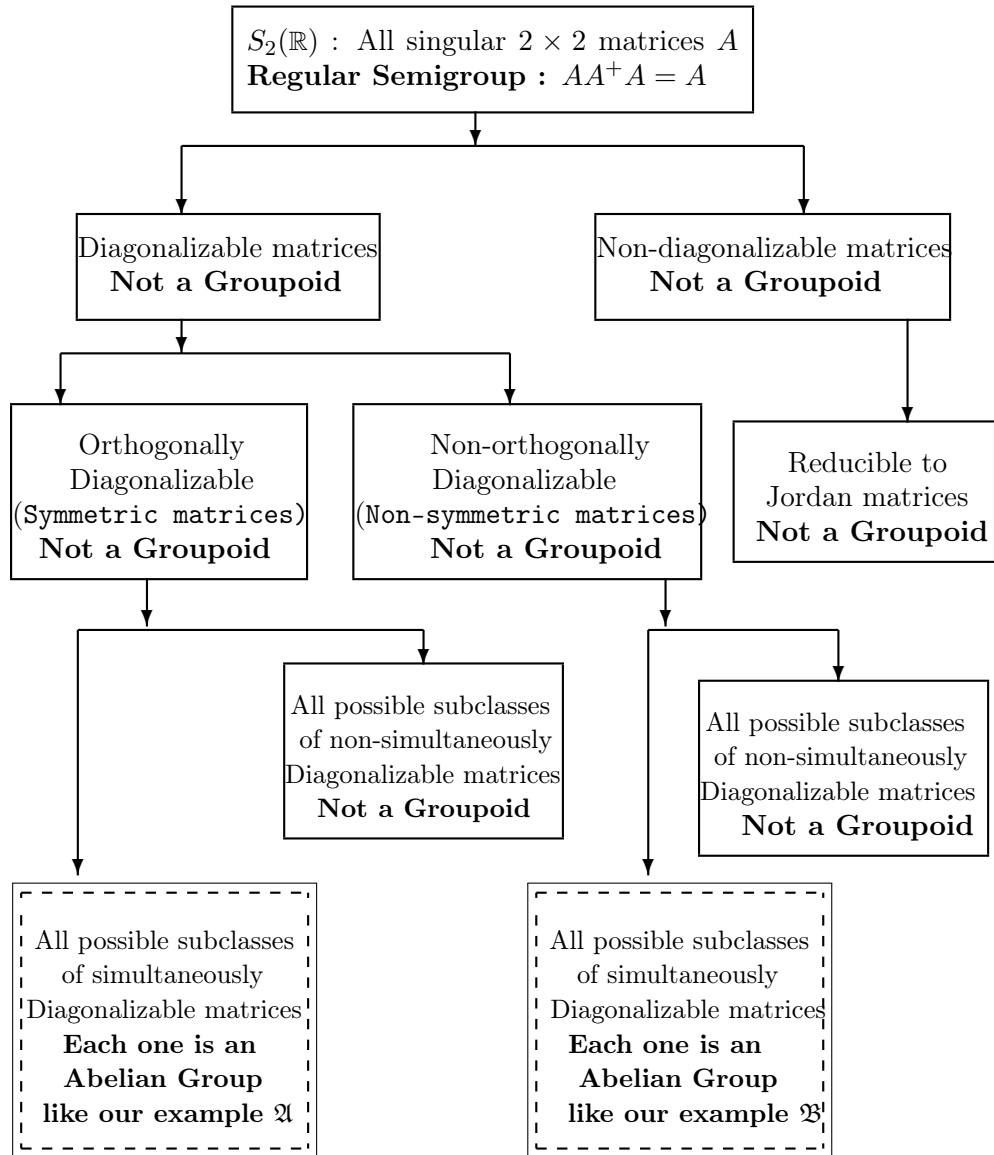 S₂(ℝ) : All singular 2 × 2 matrices A
Regular Semigroup : AA⁺A = A
Diagonalizable matrices
Not a Groupoid
Non-diagonalizable matrices
Not a Groupoid
Orthogonally
Diagonalizable
(Symmetric matrices)
Not a Groupoid
Non-orthogonally
Diagonalizable
(Non-symmetric matrices)
Not a Groupoid
Reducible to
Jordan matrices
Not a Groupoid
All possible subclasses
of non-simultaneously
Diagonalizable matrices
Not a Groupoid
All possible subclasses
of non-simultaneously
Diagonalizable matrices
Not a Groupoid
All possible subclasses
of simultaneously
Diagonalizable matrices
Each one is an
Abelian Group
like our example 𝔄
All possible subclasses
of simultaneously
Diagonalizable matrices
Each one is an
Abelian Group
like our example 𝔅